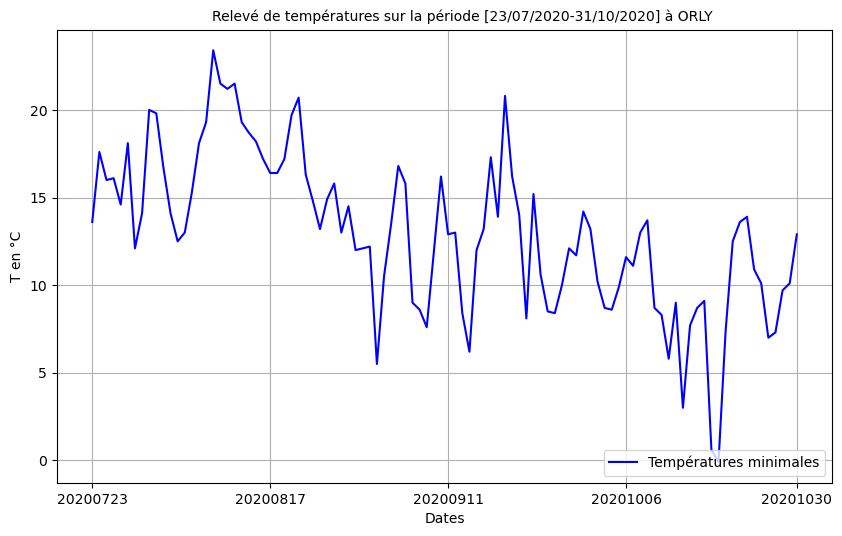 Relevé de températures sur la période [23/07/2020-31/10/2020] à ORLY
20
15
10
5
0
T en °C
Températures minimales
20200723
20200817
20200911
20201006
20201030
Dates